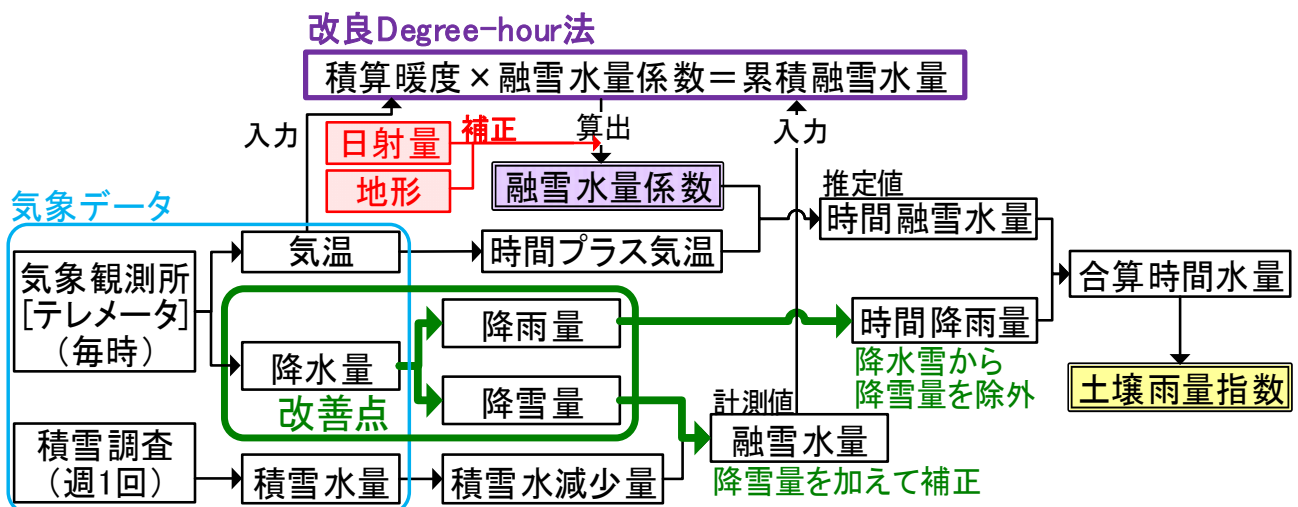 改良Degree-hour法
積算暖度×融雪水量係数＝累積融雪水量
入力
日射量
補正
算出
入力
地形
融雪水量係数
推定値
時間融雪水量
気象データ
気温
時間プラス気温
気象観測所
[テレメータ]
（毎時）
合算時間水量
降雨量
時間降雨量
降水量
降水雪から
降雪量を除外
改善点
降雪量
計測値
土壌雨量指数
融雪水量
積雪調査
（週1回）
積雪水量
積雪水減少量
降雪量を加えて補正